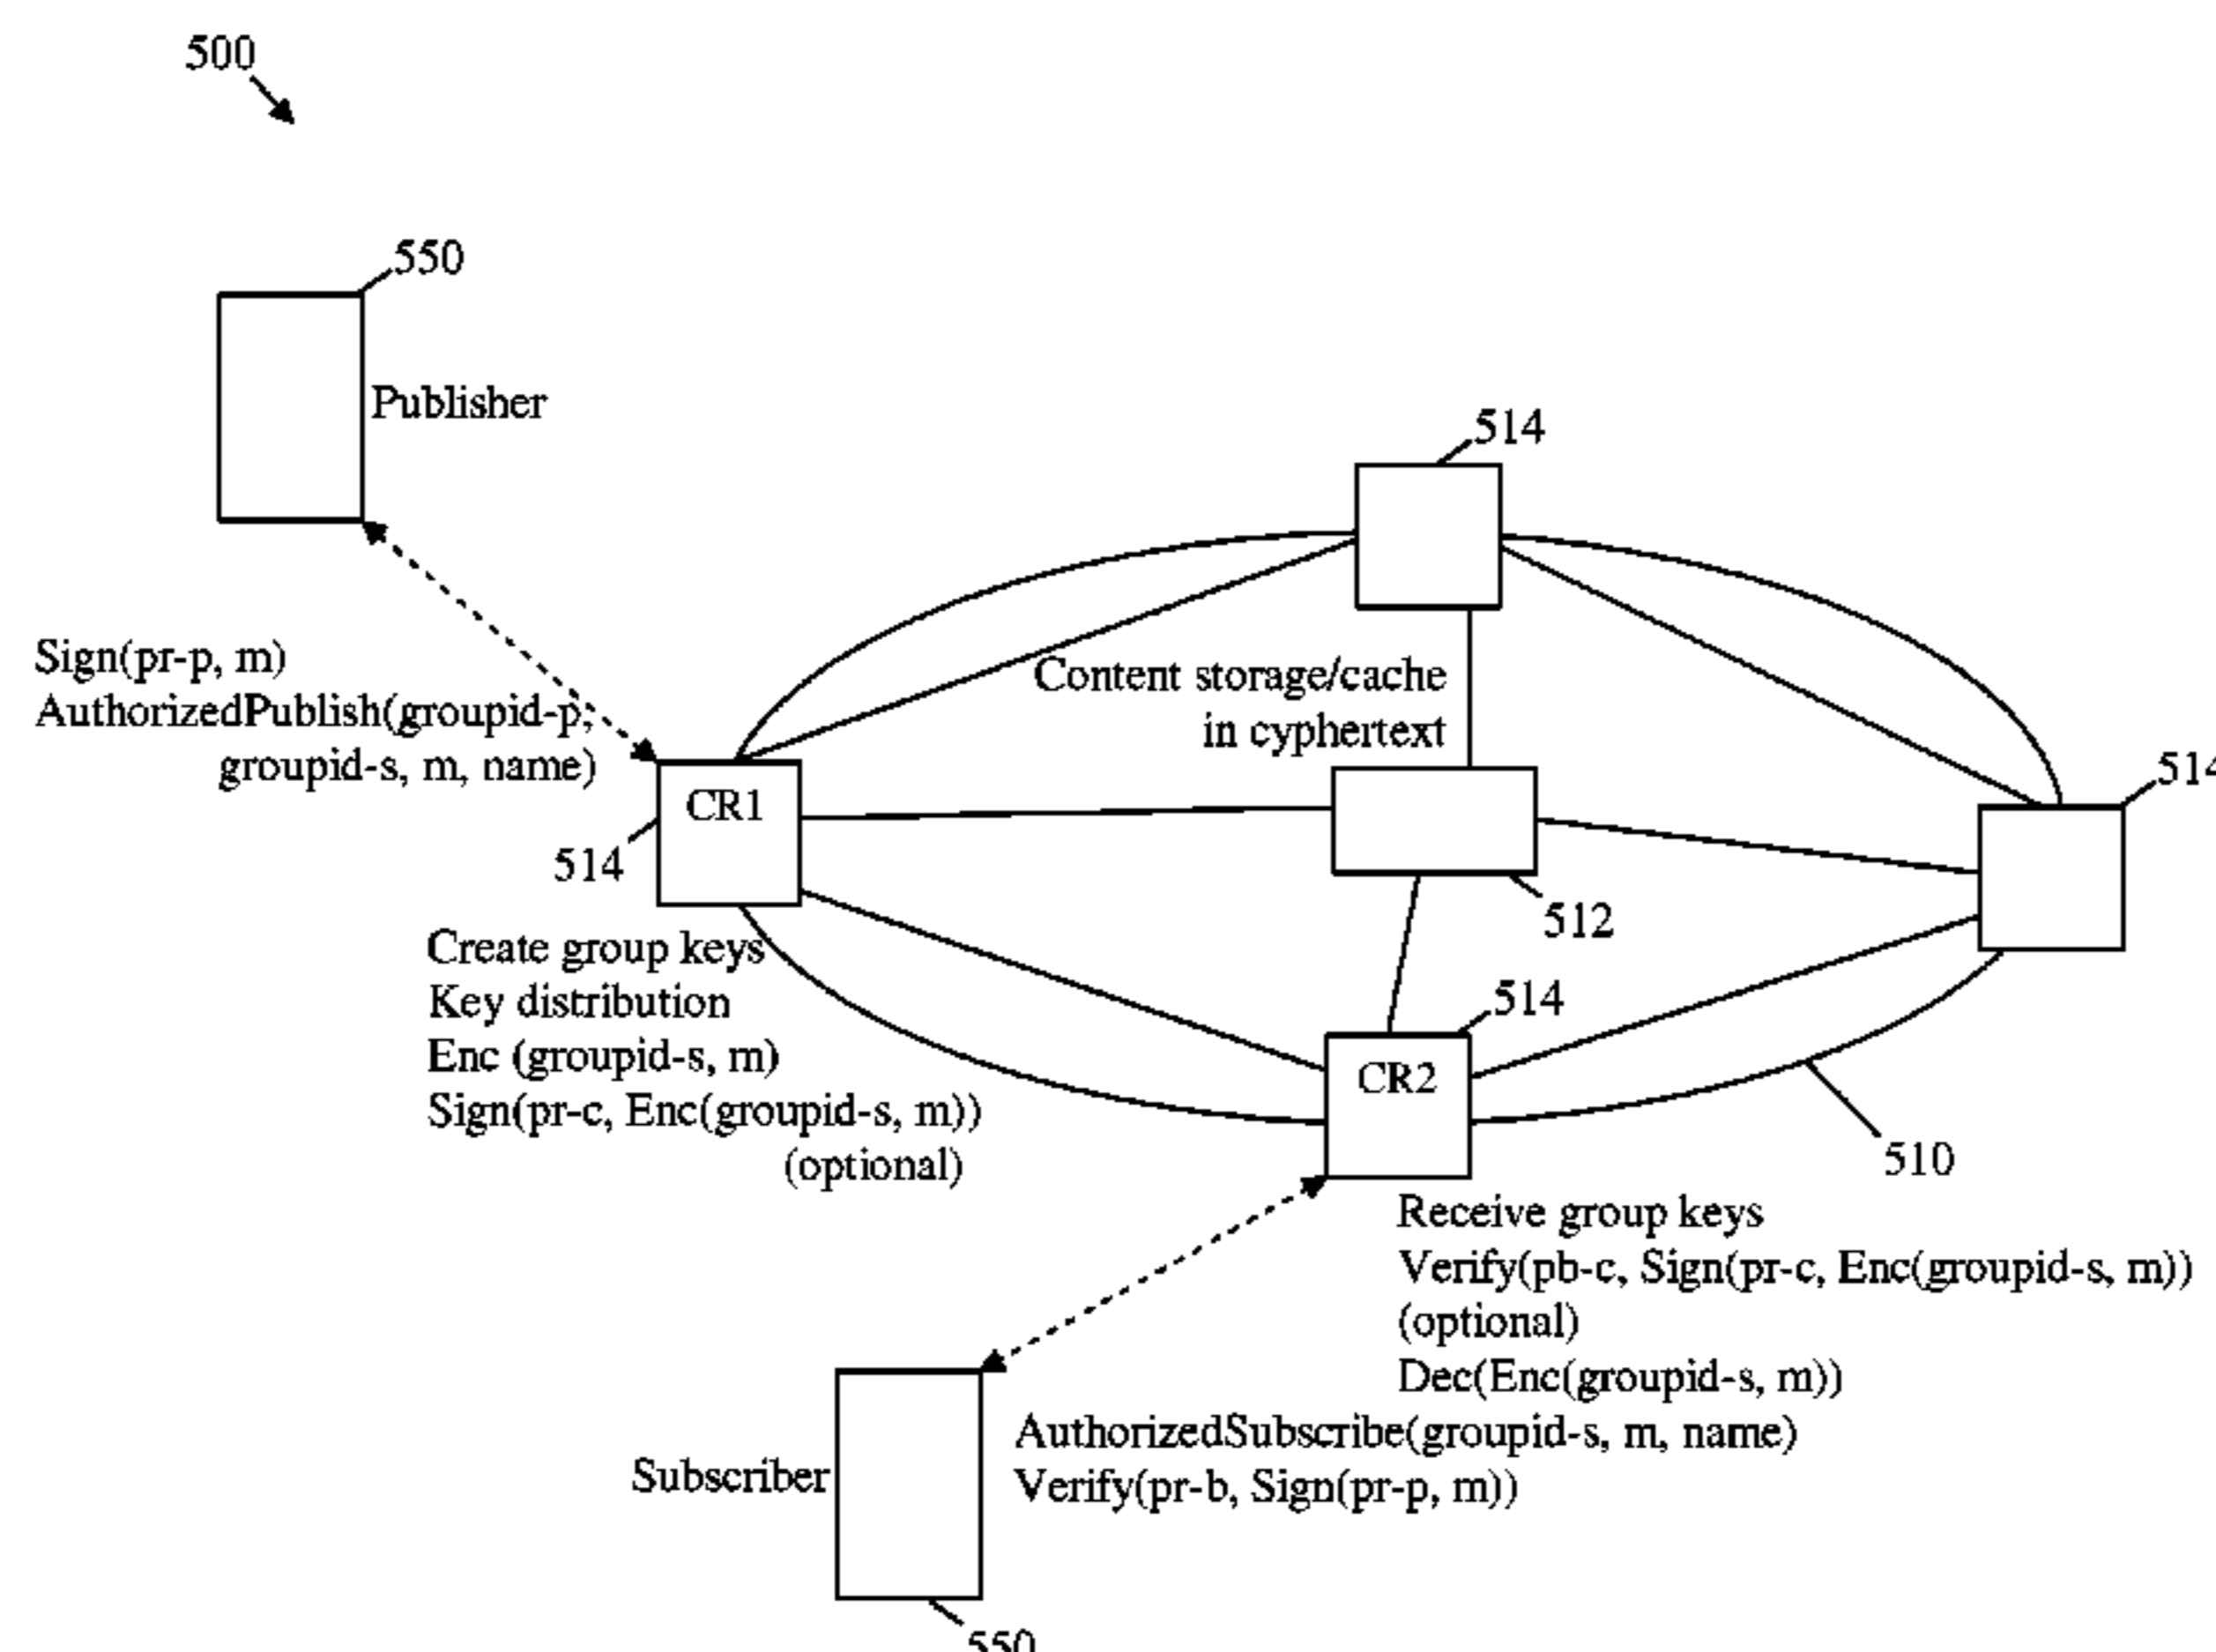 500
550
Publisher
514
Sign(pr-p, m)
AuthorizedPublish(groupid-p,
groupid-s, m, name)
Content storage/cache
in cyphertext
CR1
514
514
512
Create group keys
Key distribution
Enc (groupid-s, m)
Sign(pr-c, Enc(groupid-s, m))
(optional)
514
CR2
510
Receive group keys
Verify(pb-c, Sign(pr-c, Enc(groupid-s, m))
(optional)
Dec(Enc(groupid-s, m))
AuthorizedSubscribe(groupid-s, m, name)
Verify(pr-b, Sign(pr-p, m))
Subscriber
550